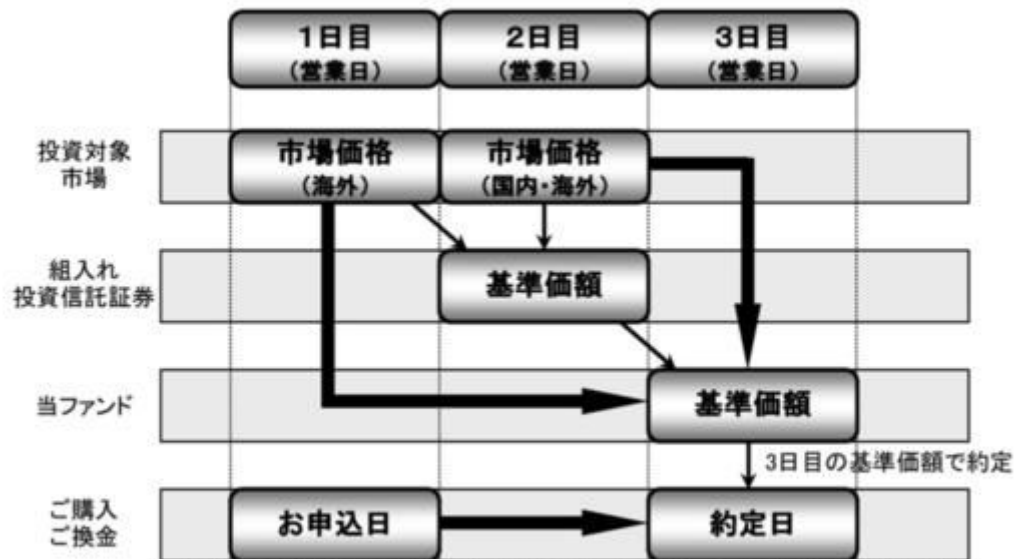 1日目
(営業日)
2日目
(営業日)
3日目
(営業日)
投資対象
市場
市場価格
(海外)
市場価格
(国内・海外)
組入れ
投資信託証券
基準価額
当ファンド
基準価額
3日目の基準価額で約定
ご購入
ご換金
お申込日
約定日